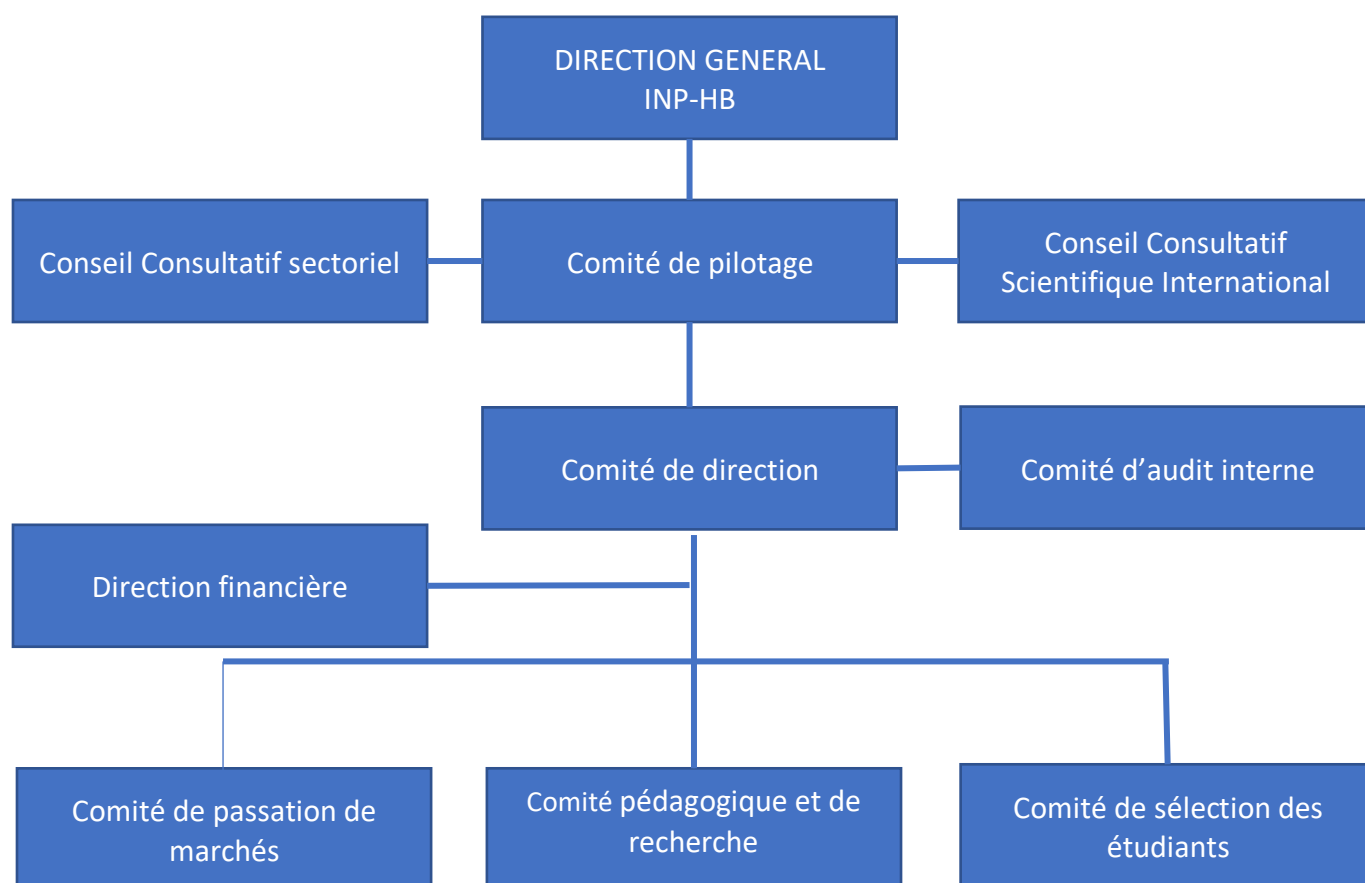 DIRECTION GENERAL
INP-HB
Conseil Consultatif sectoriel
Comité de pilotage
Conseil Consultatif
Scientifique International
Comité de direction
Comité d’audit interne
Direction financière
Comité de passation de
marchés
Comité pédagogique et de
recherche
Comité de sélection des
étudiants